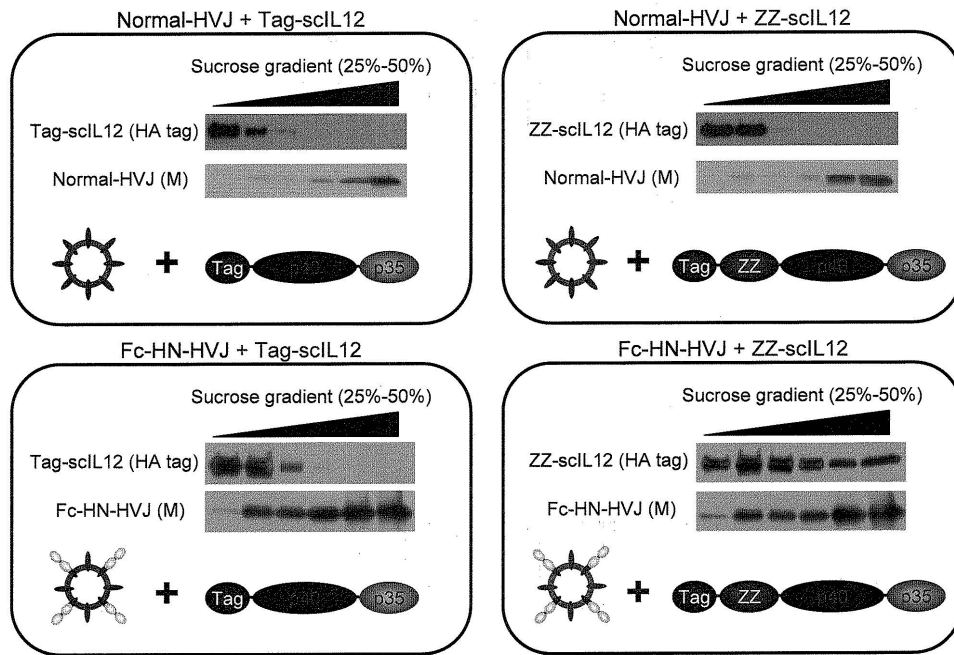 Normal-HVJ + Tag-scIL12
Sucrose gradient (25%-50%)
Tag-scIL12 (HA tag)
Normal-HVJ (M)
+
Tag
p40
p35
Normal-HVJ + ZZ-scIL12
Sucrose gradient (25%-50%)
ZZ-scIL12 (HA tag)
Normal-HVJ (M)
+
Tag
ZZ
p40
p35
Fc-HN-HVJ + Tag-scIL12
Sucrose gradient (25%-50%)
Tag-scIL12 (HA tag)
Fc-HN-HVJ (M)
+
Tag
p40
p35
Fc-HN-HVJ + ZZ-scIL12
Sucrose gradient (25%-50%)
ZZ-scIL12 (HA tag)
Fc-HN-HVJ (M)
+
Tag
ZZ
p40
p35